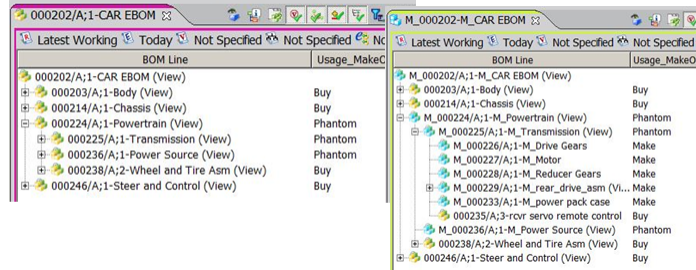 000202/A;1-CAR EBOM
Latest Working Today Not Specified Not Specified No
BOM Line Usage_MakeO
000202/A;1-CAR EBOM (View)
000203/A;1-Body (View) Buy
000214/A;1-Chassis (View) Buy
000224/A;1-Powertrain (View) Phantom
000225/A;1-Transmission (View) Phantom
000236/A;1-Power Source (View) Phantom
000238/A;2-Wheel and Tire Asm (View) Buy
000246/A;1-Steer and Control (View) Buy
M_000202-M_CAR EBOM
Latest Working Today Not Specified Not Specified
BOM Line Usage_MakeO
M_000202/A;1-M_CAR EBOM (View)
000203/A;1-Body (View) Buy
000214/A;1-Chassis (View) Buy
M_000224/A;1-M_Powertrain (View) Phantom
M_000225/A;1-M_Transmission (View) Phantom
M_000226/A;1-M_Drive Gears Make
M_000227/A;1-M_Motor Make
M_000228/A;1-M_Reducer Gears Make
M_000229/A;1-M_rear_drive_asm (Vi... Make
M_000233/A;1-M_power pack case Make
000235/A;3-rcvr servo remote control Buy
M_000236/A;1-M_Power Source (View) Phantom
000238/A;2-Wheel and Tire Asm (View) Buy
000246/A;1-Steer and Control (View) Buy